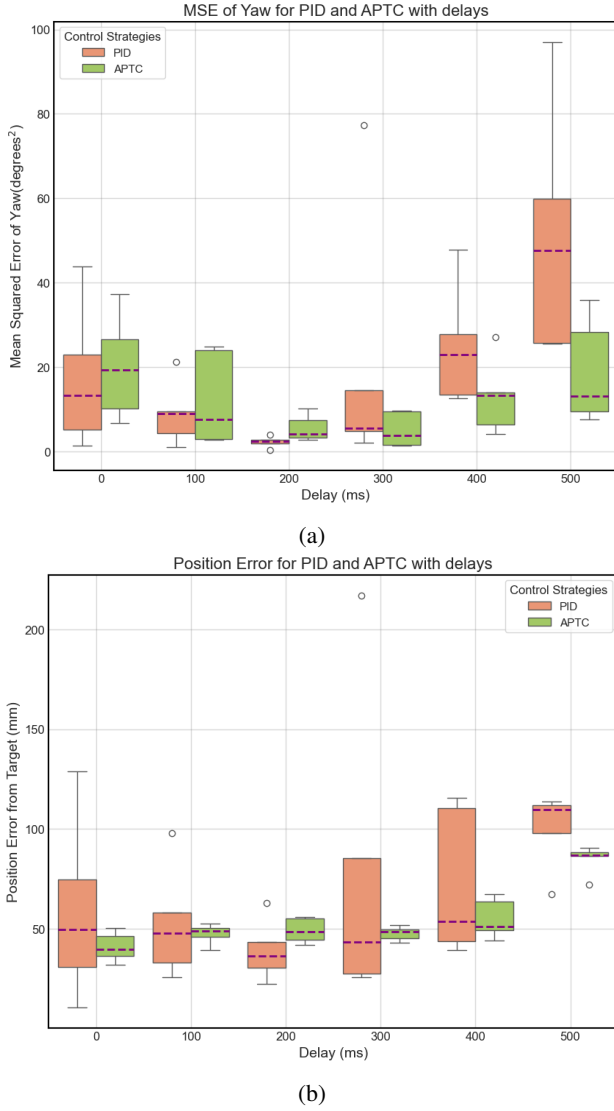 MSE of Yaw for PID and APTC with delays
Control Strategies
PID
APTC
100
80
60
40
20
0
Mean Squared Error of Yaw(degrees²)
0 100 200 300 400 500
Delay (ms)
(a)
Position Error for PID and APTC with delays
Control Strategies
PID
APTC
200
150
100
50
0
Position Error from Target (mm)
0 100 200 300 400 500
Delay (ms)
(b)